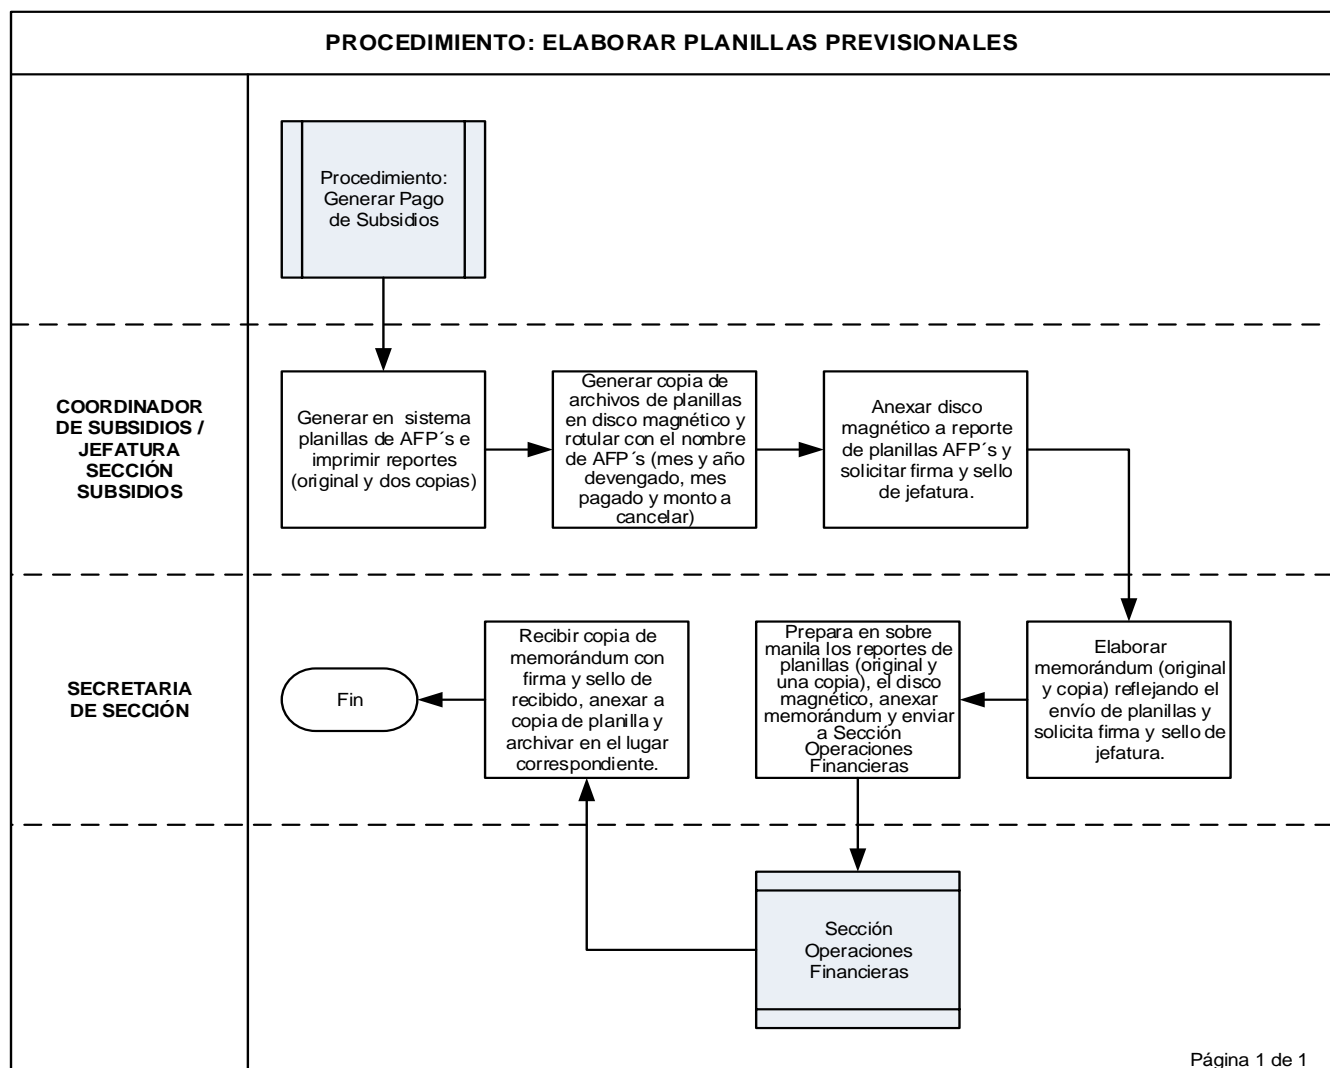 PROCEDIMIENTO: ELABORAR PLANILLAS PREVISIONALES
Procedimiento:
Generar Pago
de Subsidios
COORDINADOR
DE SUBSIDIOS /
JEFATURA
SECCIÓN
SUBSIDIOS
Generar en sistema
planillas de AFP´s e
imprimir reportes
(original y dos copias)
Generar copia de
archivos de planillas
en disco magnético y
rotular con el nombre
de AFP´s (mes y año
devengado, mes
pagado y monto a
cancelar)
Anexar disco
magnético a reporte
de planillas AFP´s y
solicitar firma y sello
de jefatura.
SECRETARIA
DE SECCIÓN
Fin
Recibir copia de
memorándum con
firma y sello de
recibido, anexar a
copia de planilla y
archivar en el lugar
correspondiente.
Prepara en sobre
manila los reportes de
planillas (original y
una copia), el disco
magnético, anexar
memorándum y enviar
a Sección
Operaciones
Financieras
Elaborar
memorándum (original
y copia) reflejando el
envío de planillas y
solicita firma y sello de
jefatura.
Sección
Operaciones
Financieras
Página 1 de 1